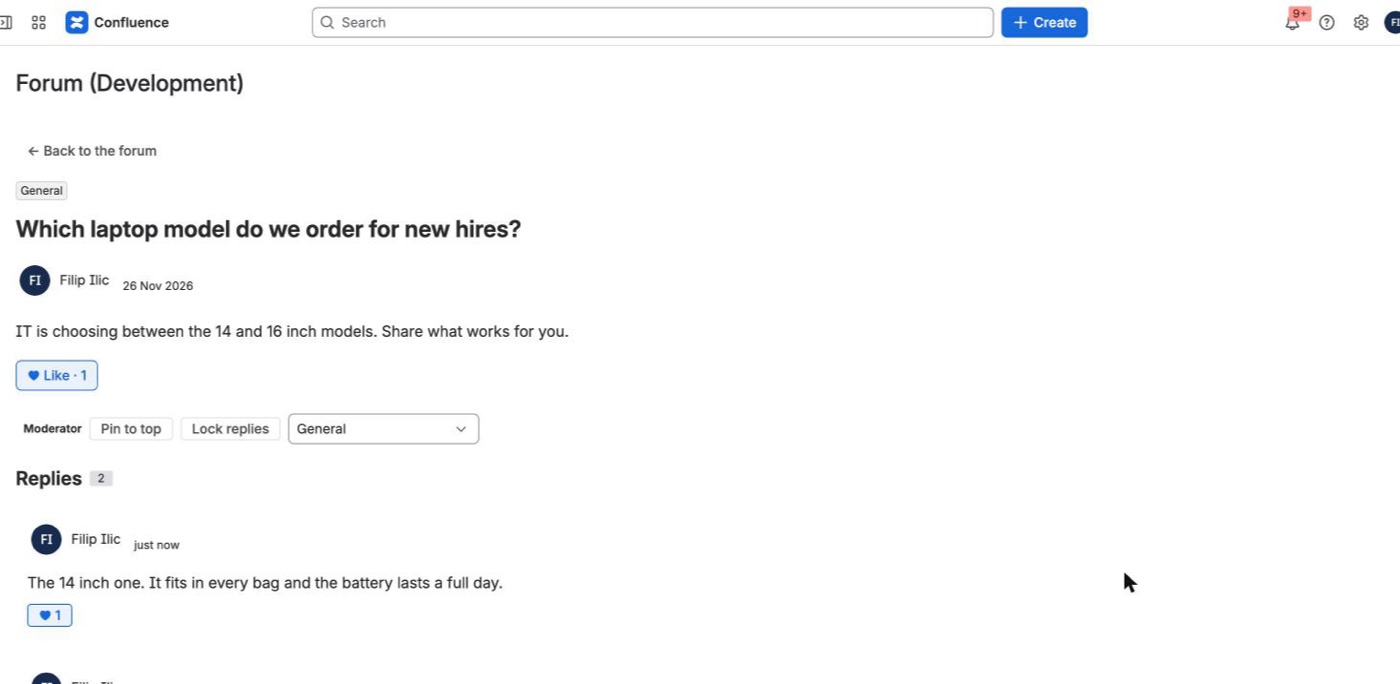 Confluence
Search
+ Create
9+
FI
Forum (Development)
← Back to the forum
General
Which laptop model do we order for new hires?
FI Filip Ilic 26 Nov 2026
IT is choosing between the 14 and 16 inch models. Share what works for you.
Like · 1
Moderator Pin to top Lock replies General
Replies 2
FI Filip Ilic just now
The 14 inch one. It fits in every bag and the battery lasts a full day.
1